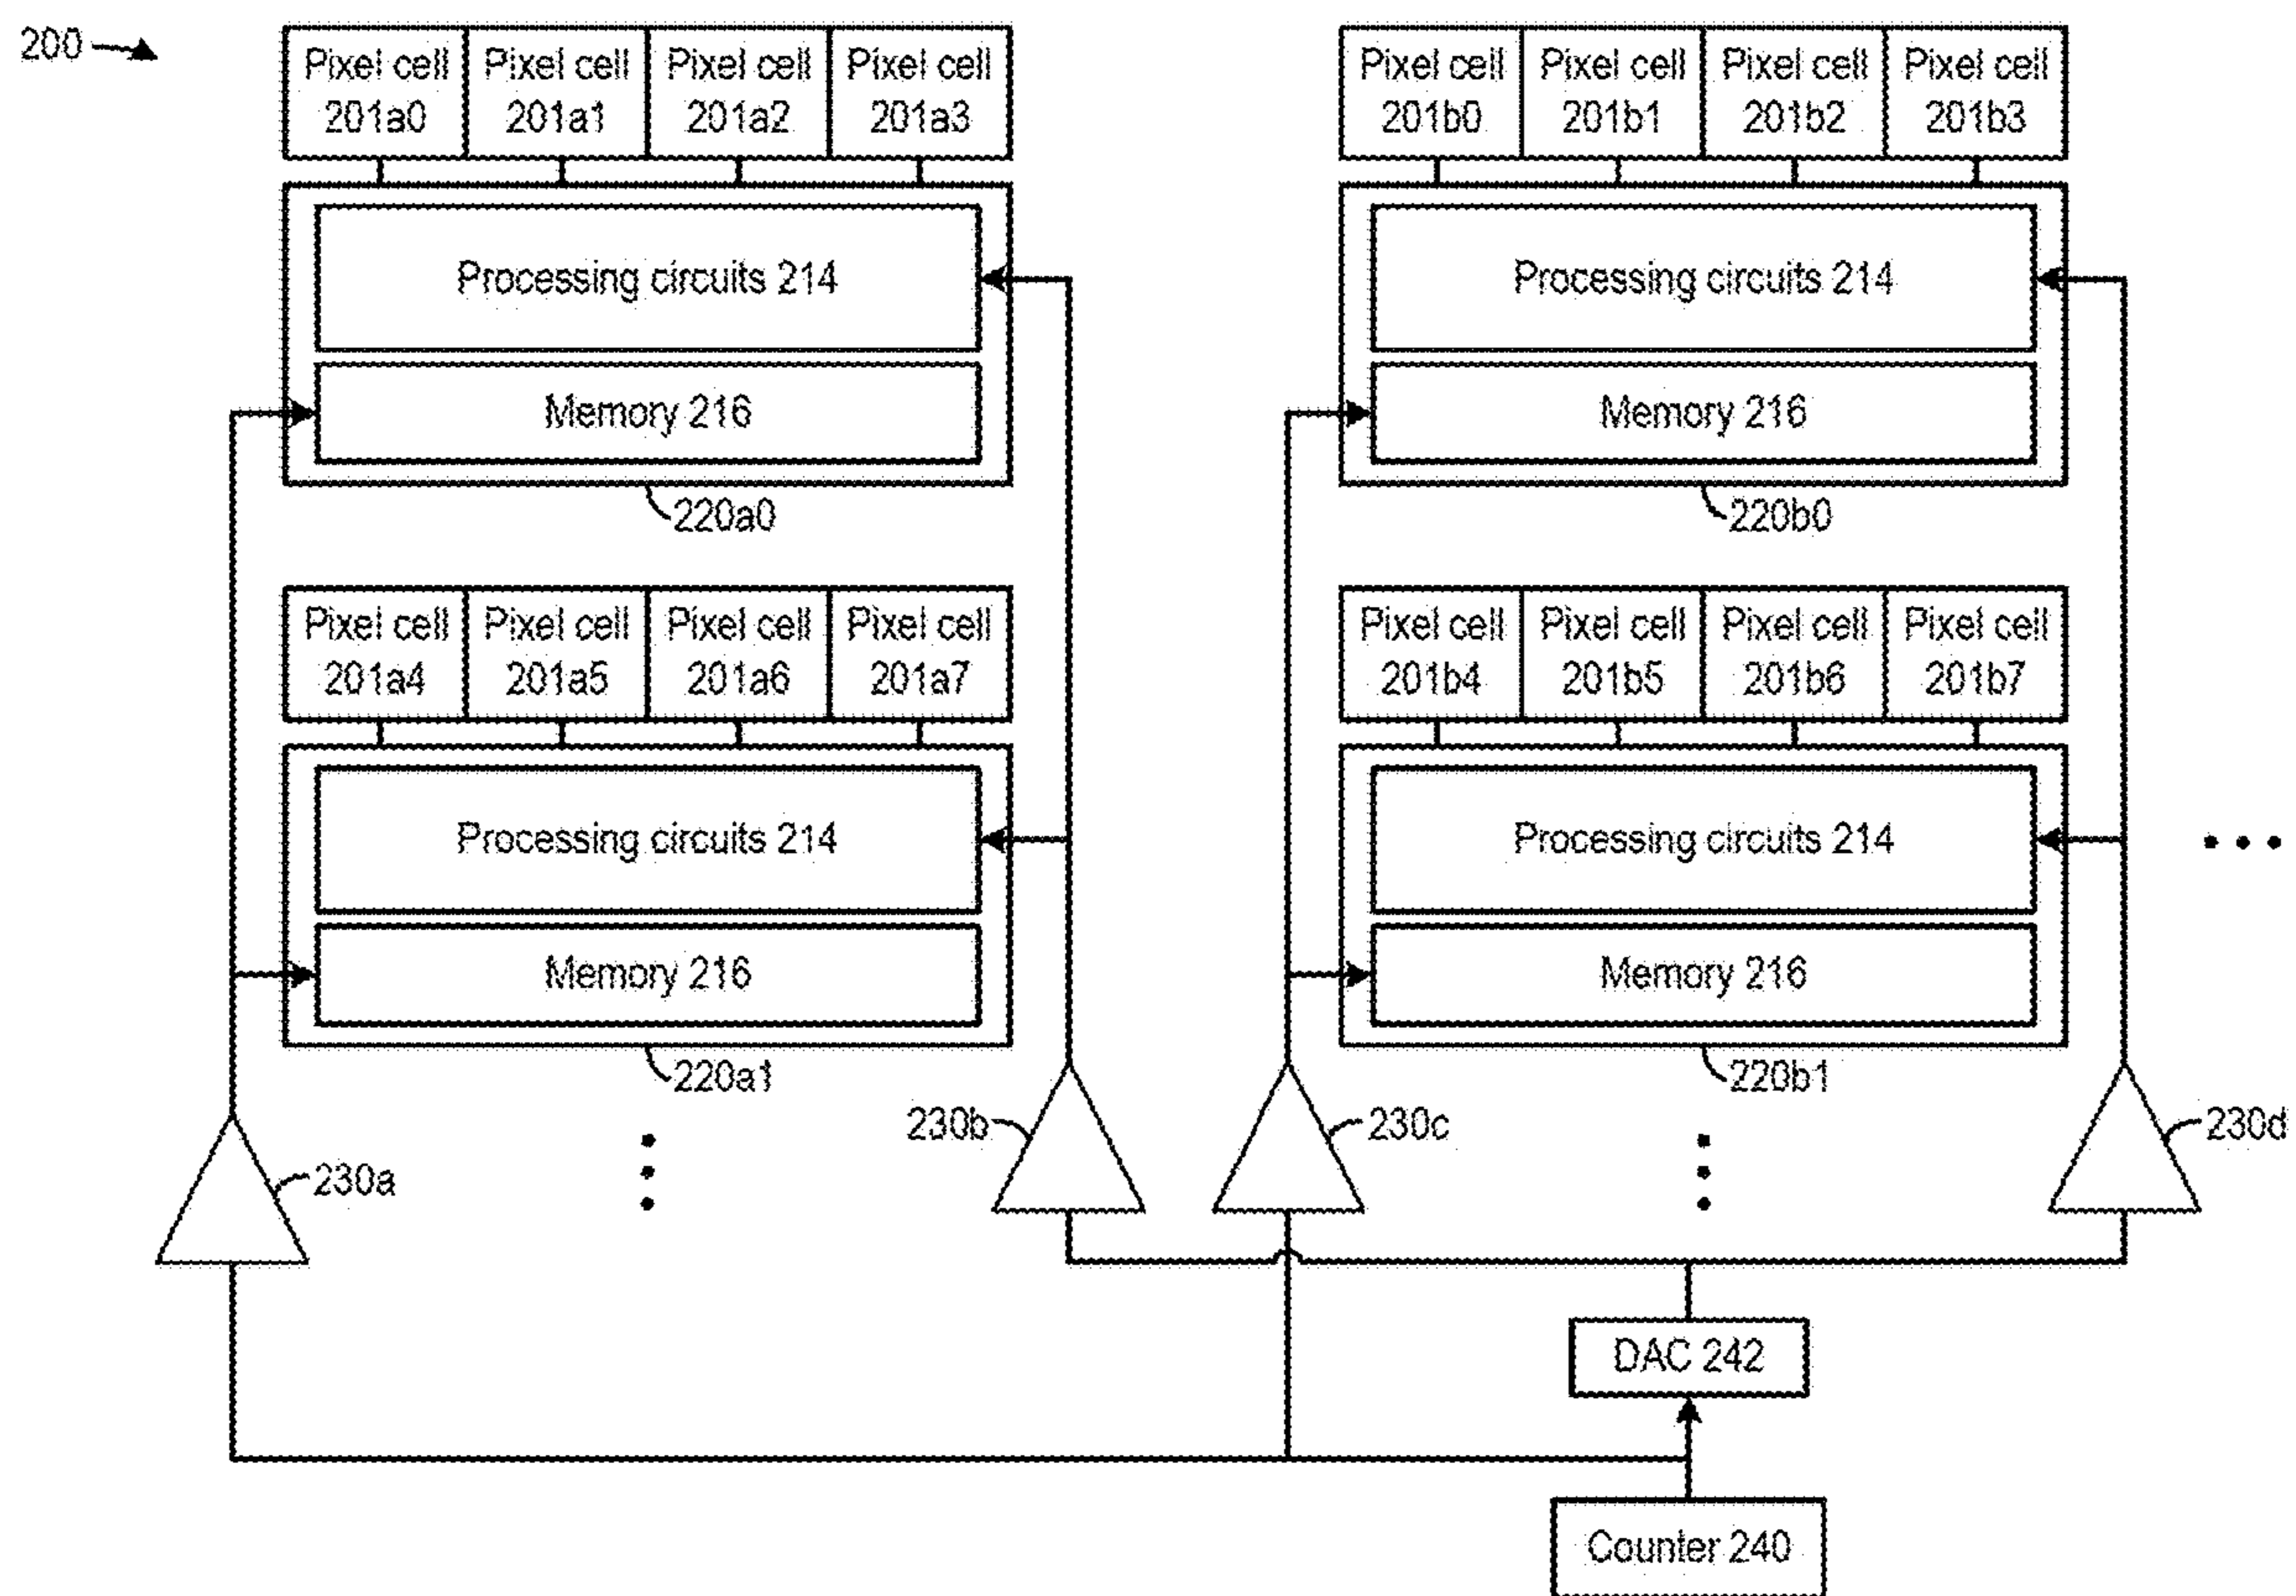 200
Pixel cell Pixel cell Pixel cell Pixel cell
201a0 201a1 201a2 201a3
Pixel cell Pixel cell Pixel cell Pixel cell
201b0 201b1 201b2 201b3
Processing circuits 214
Processing circuits 214
Memory 216
Memory 216
220a0
220b0
Pixel cell Pixel cell Pixel cell Pixel cell
201a4 201a5 201a6 201a7
Pixel cell Pixel cell Pixel cell Pixel cell
201b4 201b5 201b6 201b7
Processing circuits 214
Processing circuits 214
Memory 216
Memory 216
220a1
220b1
230a
230b
230c
230d
DAC 242
Counter 240